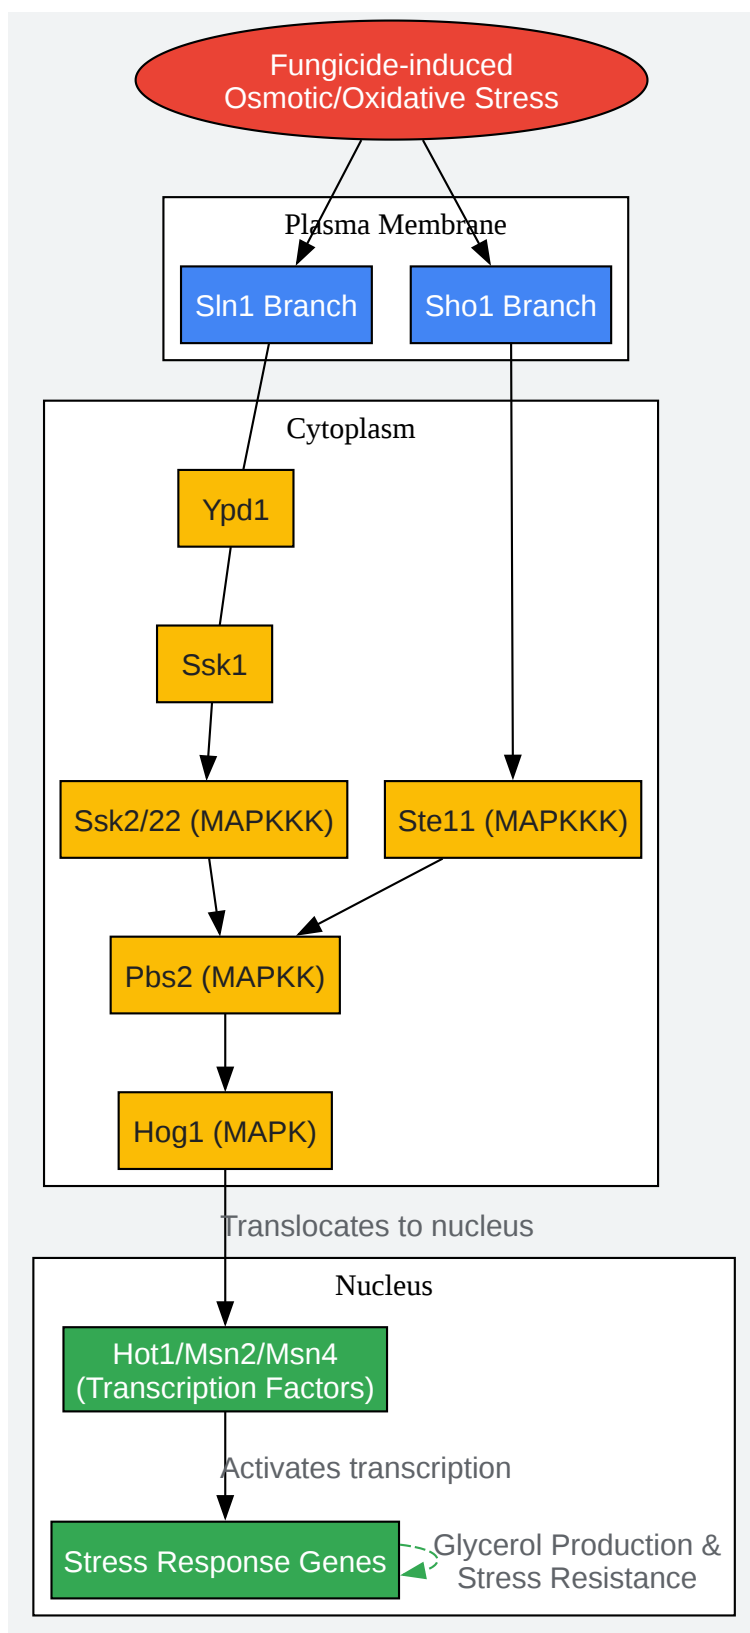 Fungicide-induced
Osmotic/Oxidative Stress
Plasma Membrane
Sln1 Branch
Sho1 Branch
Cytoplasm
Ypd1
Ssk1
Ssk2/22 (MAPKKK)
Ste11 (MAPKKK)
Pbs2 (MAPKK)
Hog1 (MAPK)
Translocates to nucleus
Nucleus
Hot1/Msn2/Msn4
(Transcription Factors)
Activates transcription
Stress Response Genes
Glycerol Production &
Stress Resistance